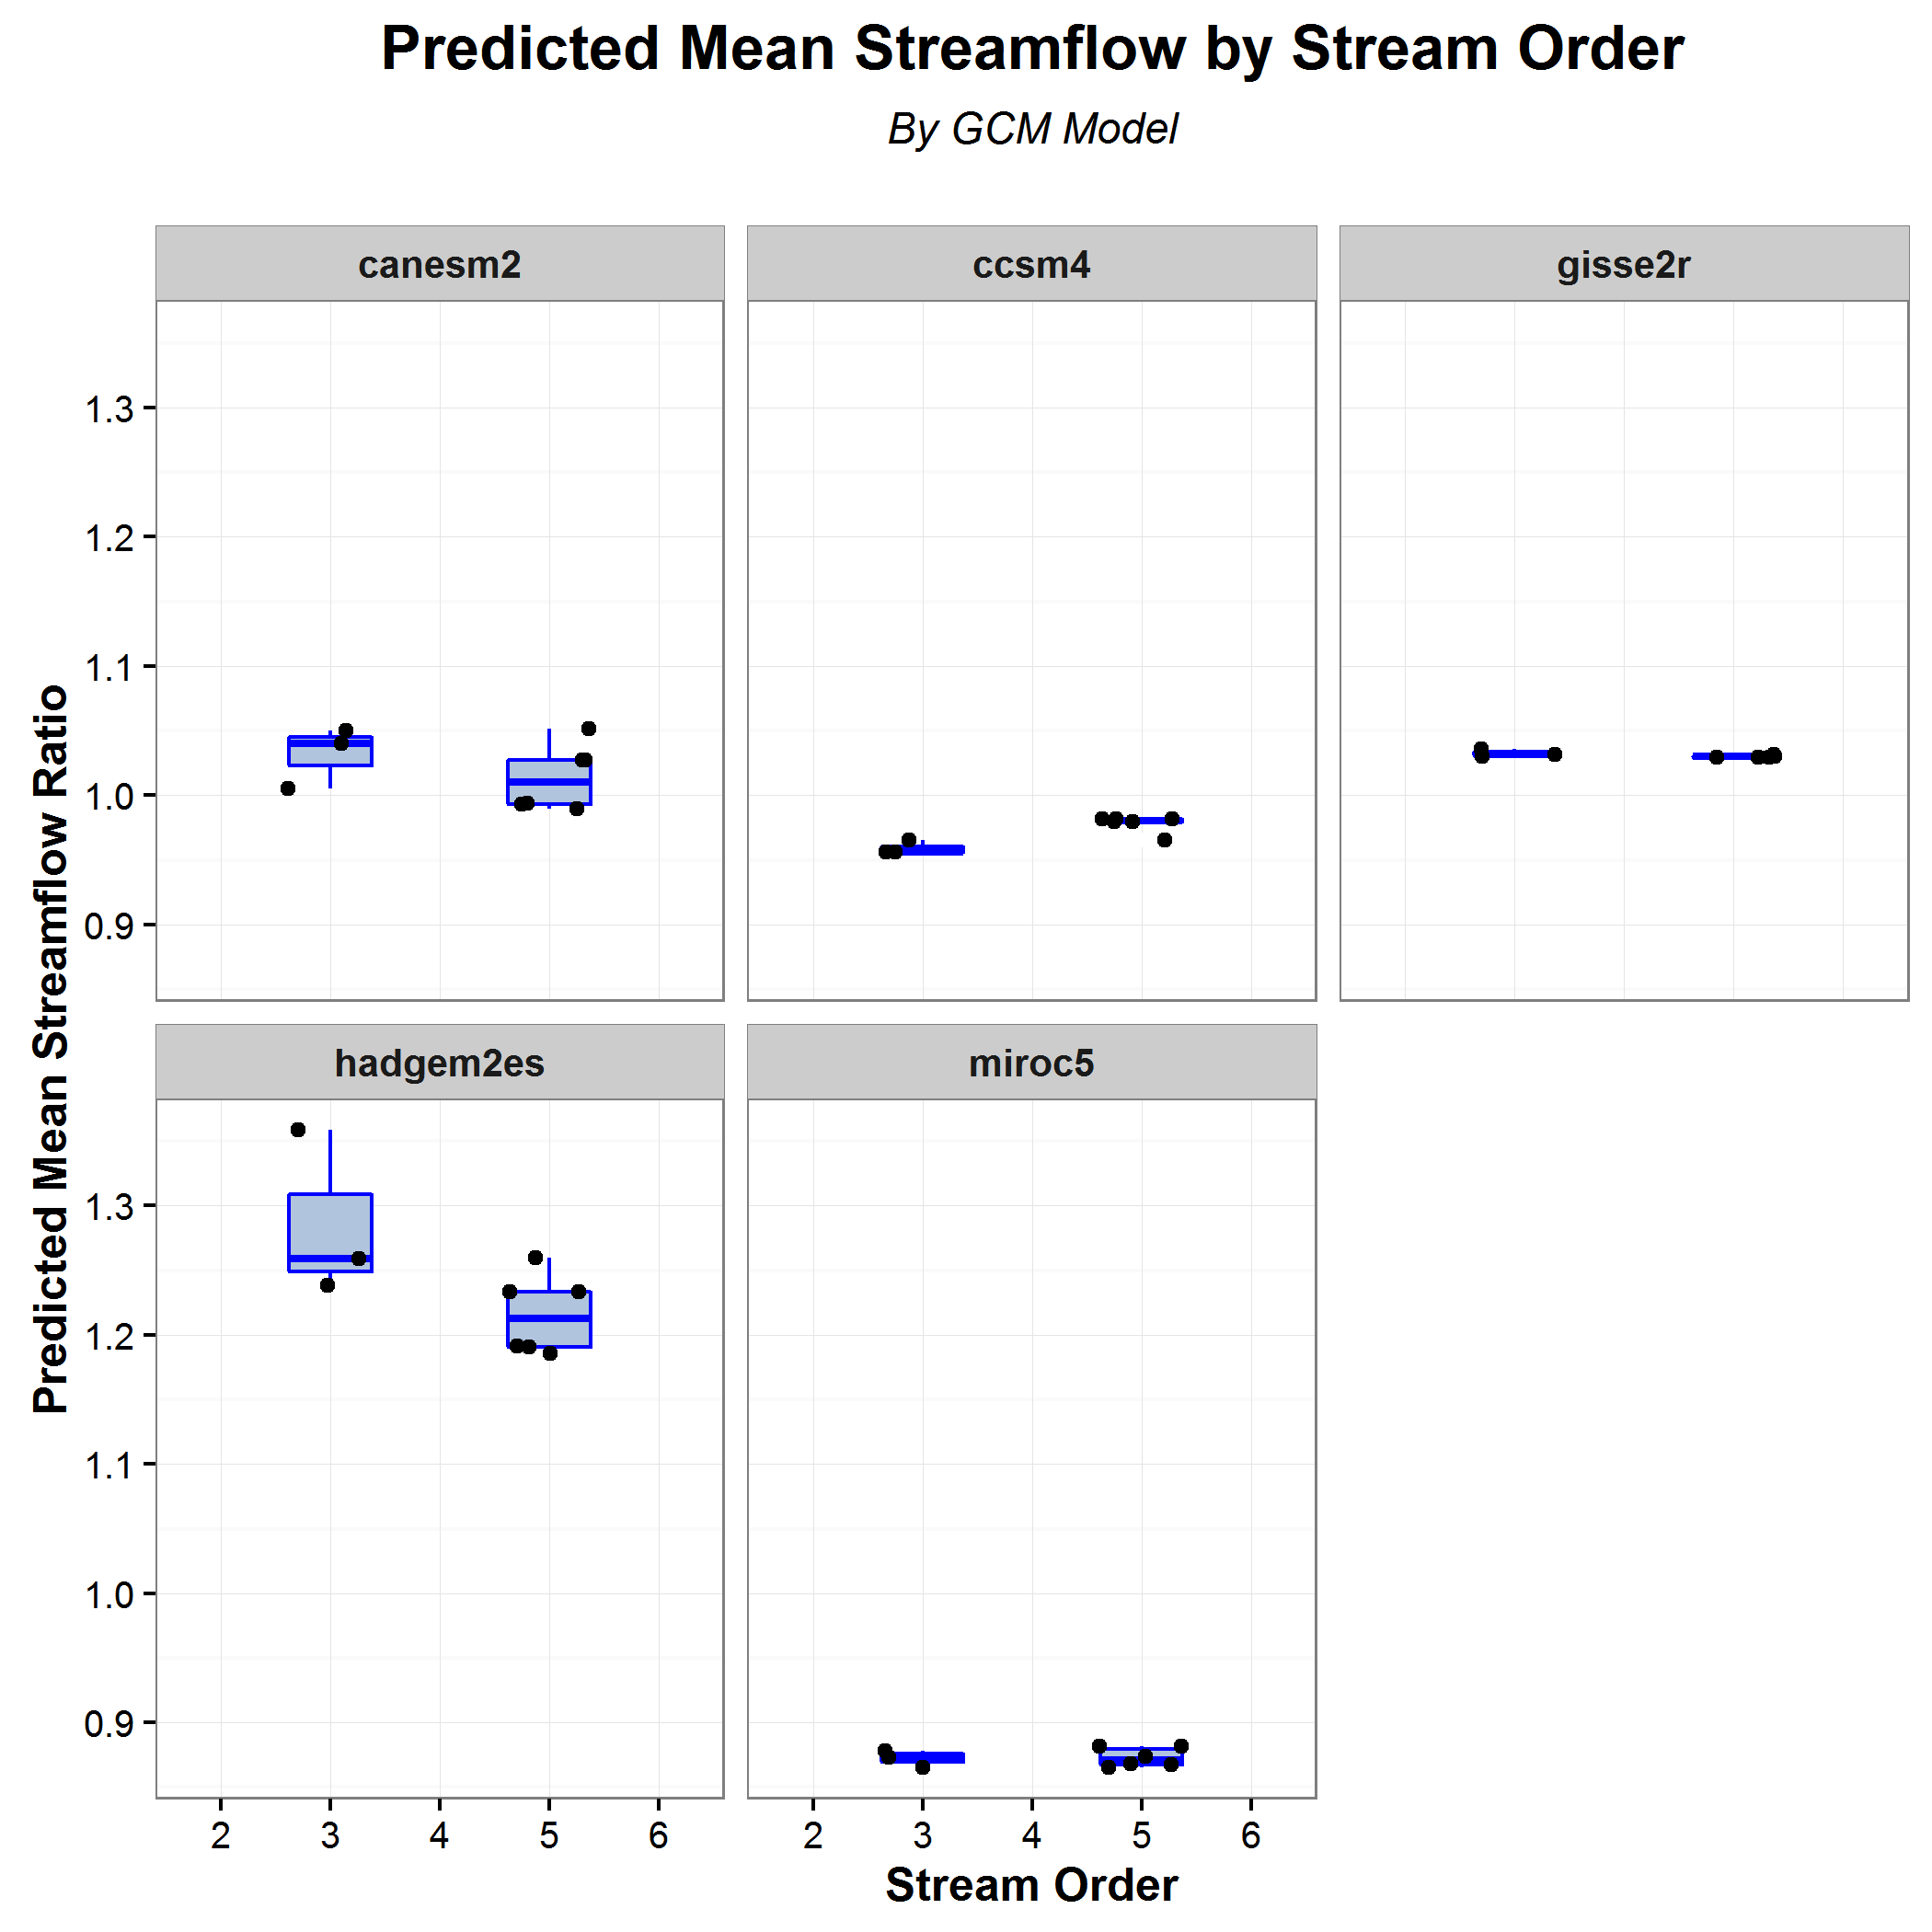 Predicted Mean Streamflow by Stream Order
By GCM Model
canesm2
ccsm4
gisse2r
1.3
1.2
1.1
1.0
0.9
Predicted Mean Streamflow Ratio
hadgem2es
miroc5
1.3
1.2
1.1
1.0
0.9
2 3 4 5 6
2 3 4 5 6
Stream Order